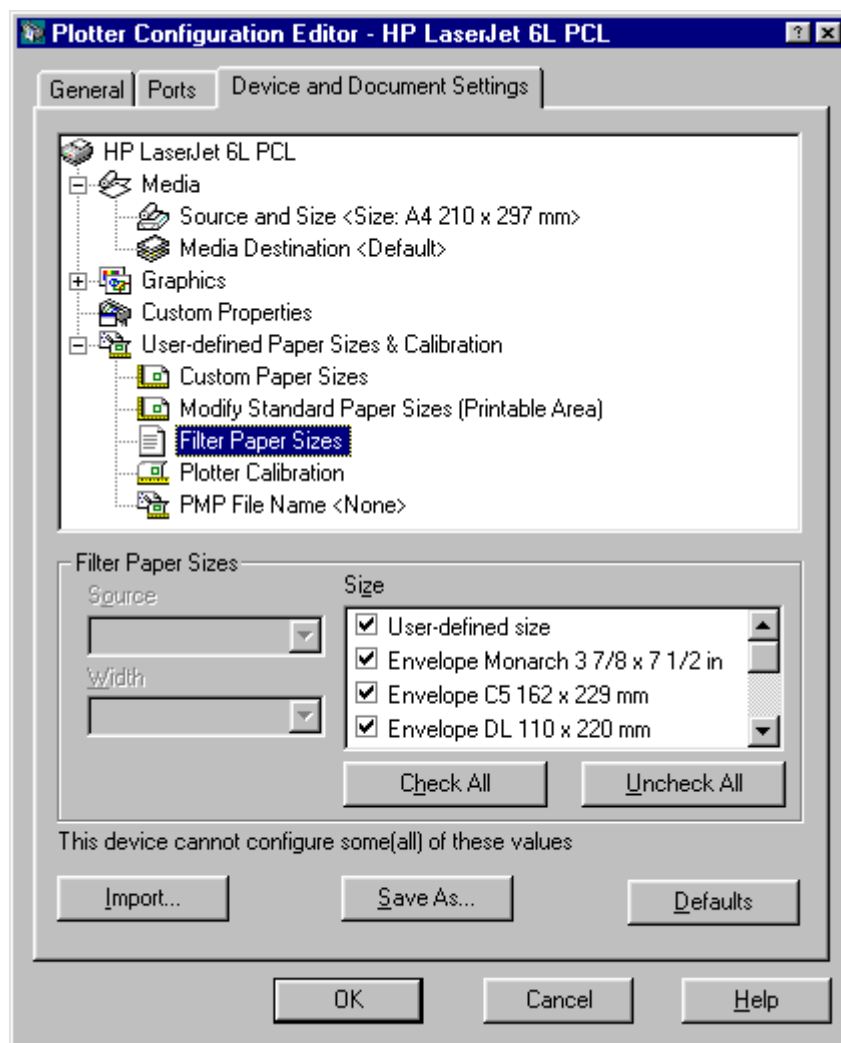 Plotter Configuration Editor - HP LaserJet 6L PCL
General Ports Device and Document Settings
HP LaserJet 6L PCL
Media
Source and Size <Size: A4 210 x 297 mm>
Media Destination <Default>
Graphics
Custom Properties
User-defined Paper Sizes & Calibration
Custom Paper Sizes
Modify Standard Paper Sizes (Printable Area)
Filter Paper Sizes
Plotter Calibration
PMP File Name <None>
Filter Paper Sizes
Source
Width
Size
User-defined size
Envelope Monarch 3 7/8 x 7 1/2 in
Envelope C5 162 x 229 mm
Envelope DL 110 x 220 mm
Check All Uncheck All
This device cannot configure some(all) of these values
Import... Save As... Defaults
OK Cancel Help